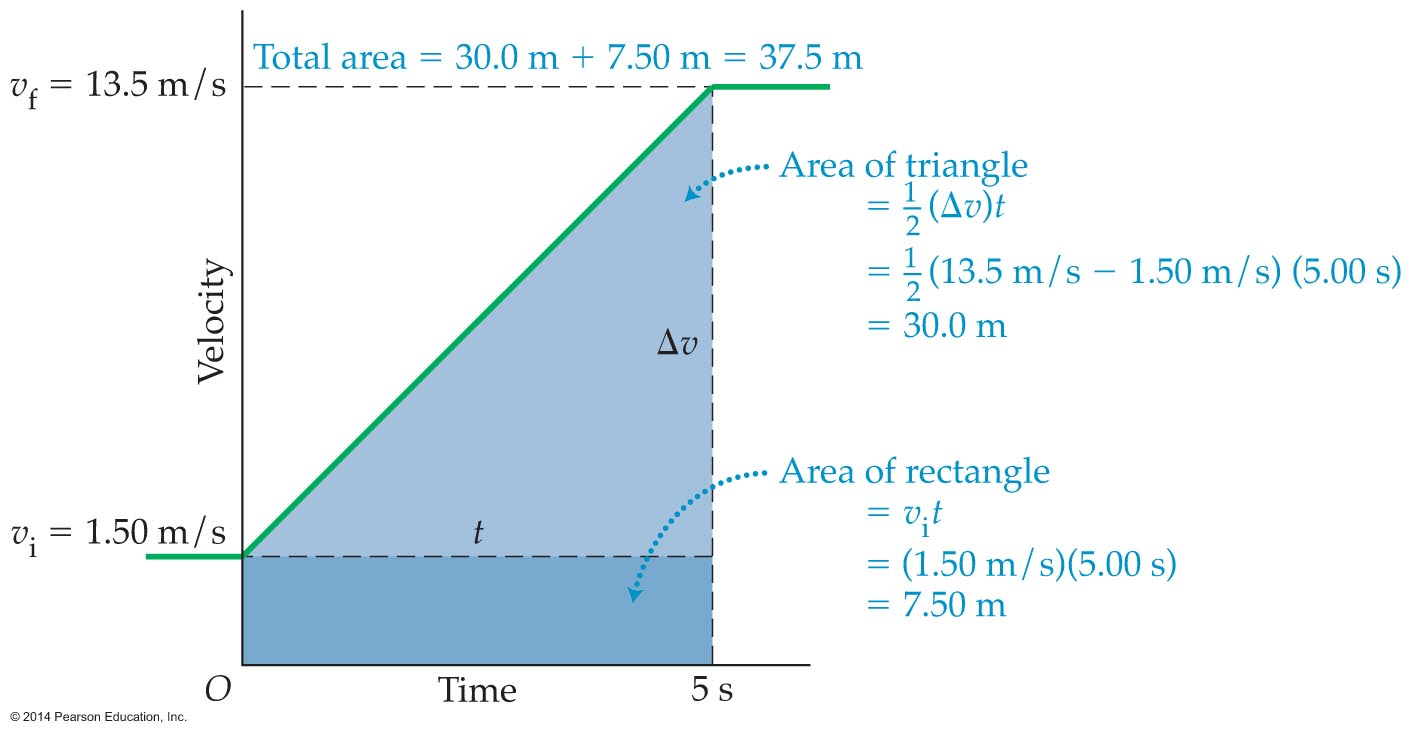 Total area = 30.0 m + 7.50 m = 37.5 m
v_f = 13.5 m/s
Area of triangle
= 1/2 (Δv)t
= 1/2 (13.5 m/s − 1.50 m/s) (5.00 s)
= 30.0 m
Velocity
Δv
Area of rectangle
= v_i t
= (1.50 m/s)(5.00 s)
= 7.50 m
v_i = 1.50 m/s
t
O
Time
5 s
© 2014 Pearson Education, Inc.